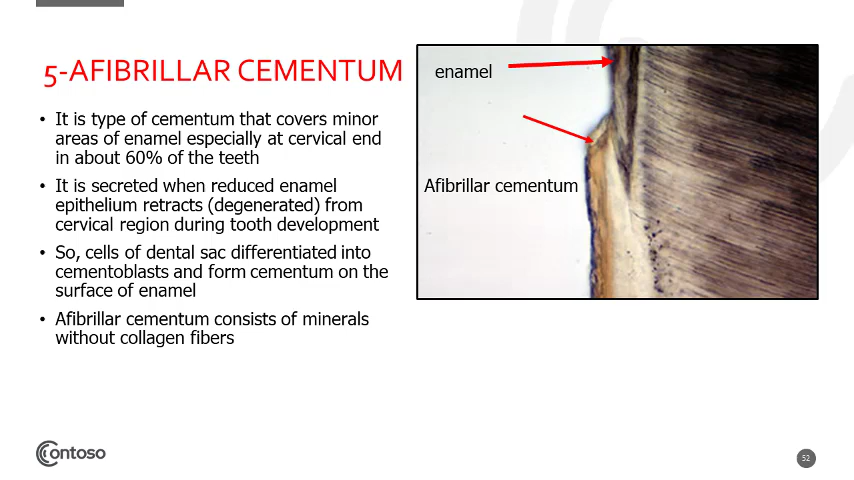 5-AFIBRILLAR CEMENTUM
• It is type of cementum that covers minor
areas of enamel especially at cervical end
in about 60% of the teeth
• It is secreted when reduced enamel
epithelium retracts (degenerated) from
cervical region during tooth development
• So, cells of dental sac differentiated into
cementoblasts and form cementum on the
surface of enamel
• Afibrillar cementum consists of minerals
without collagen fibers
enamel
Afibrillar cementum
Contoso
52